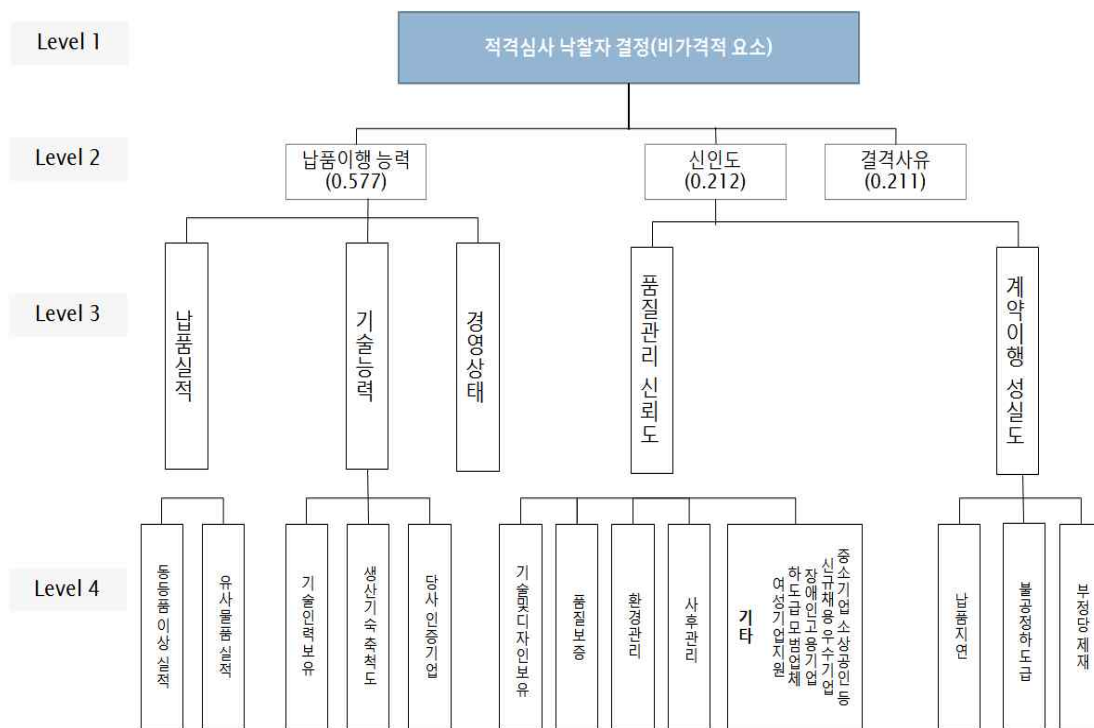 Level 1
적격심사 낙찰자 결정(비가격적 요소)
Level 2
납품이행 능력
(0.577)
신인도
(0.212)
결격사유
(0.211)
Level 3
납품실적
기술능력
경영상태
품질관리 신뢰도
계약이행 성실도
Level 4
동등품 이상 실적
유사물품 실적
기술인력보유
생산기숙 축척도
당사 인증기업
기술및디자인보유
품질보증
환경관리
사후관리
기타
중소기업 소상공인 등
신규채용 우수기업
장애인고용기업
하도급 모범업체
여성기업지원
납품지연
불공정하도급
부정당 제재